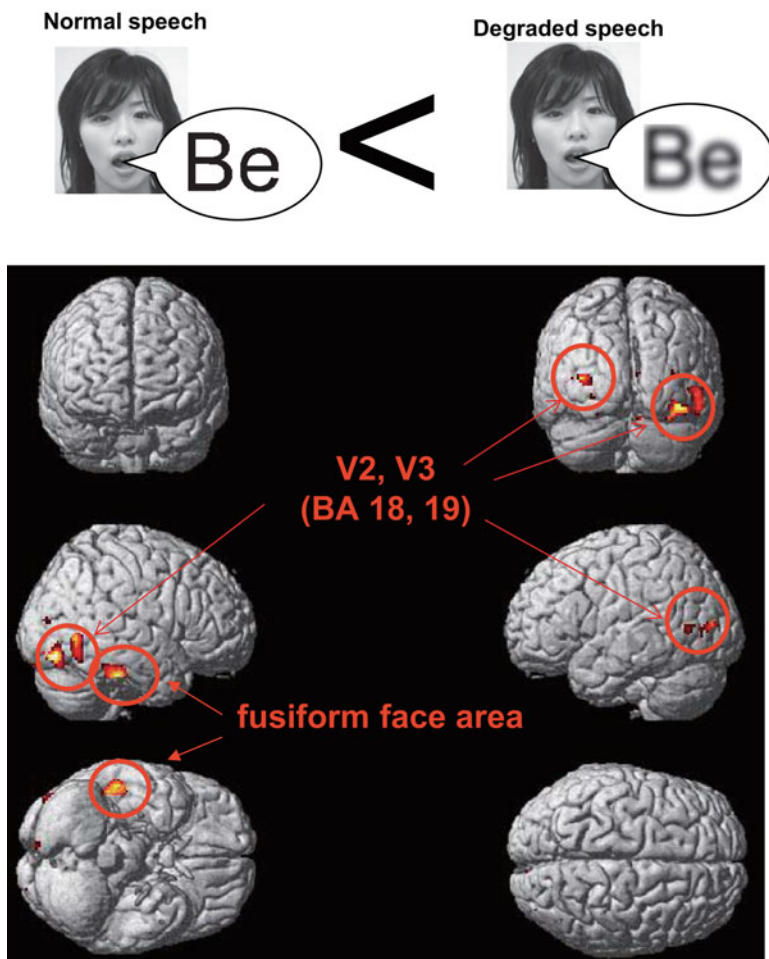 Normal speech
Degraded speech
Be
<
Be
V2, V3
(BA 18, 19)
fusiform face area